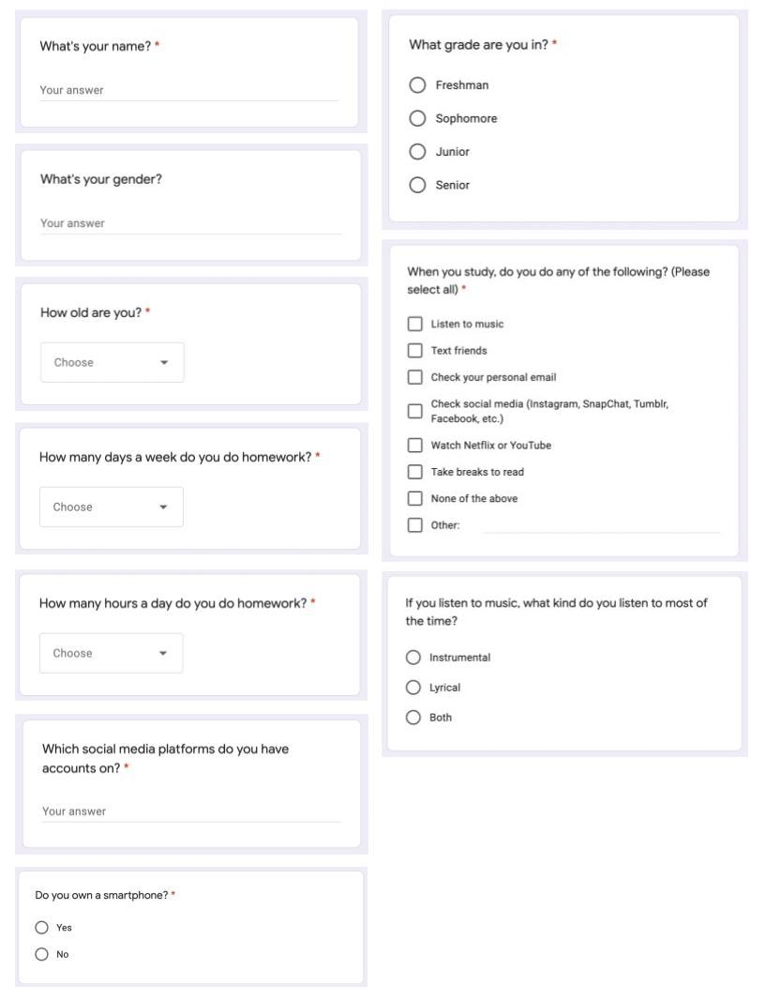 What's your name? *
Your answer
What's your gender?
Your answer
How old are you? *
Choose
How many days a week do you do homework? *
Choose
How many hours a day do you do homework? *
Choose
Which social media platforms do you have
accounts on? *
Your answer
Do you own a smartphone? *
Yes
No
What grade are you in? *
Freshman
Sophomore
Junior
Senior
When you study, do you do any of the following? (Please
select all) *
Listen to music
Text friends
Check your personal email
Check social media (Instagram, SnapChat, Tumblr,
Facebook, etc.)
Watch Netflix or YouTube
Take breaks to read
None of the above
Other:
If you listen to music, what kind do you listen to most of
the time?
Instrumental
Lyrical
Both